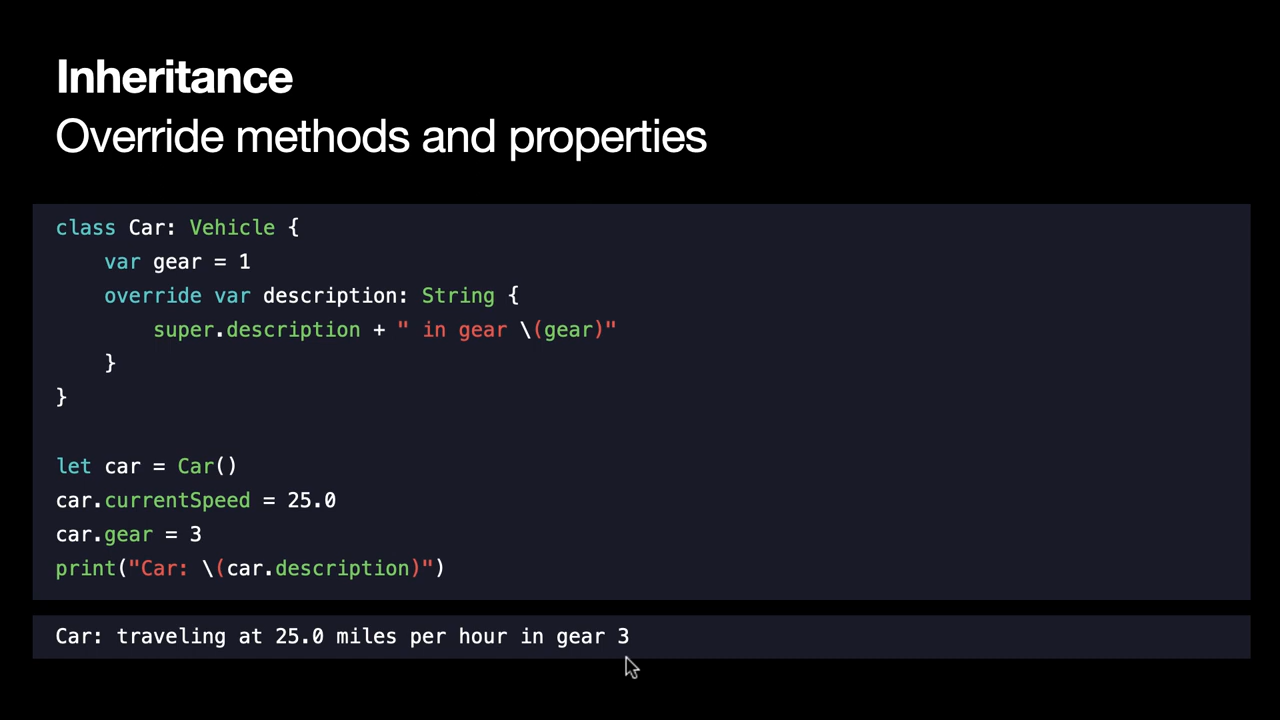 Inheritance
Override methods and properties
class Car: Vehicle {
    var gear = 1
    override var description: String {
        super.description + " in gear \(gear)"
    }
}
let car = Car()
car.currentSpeed = 25.0
car.gear = 3
print("Car: \(car.description)")
Car: traveling at 25.0 miles per hour in gear 3